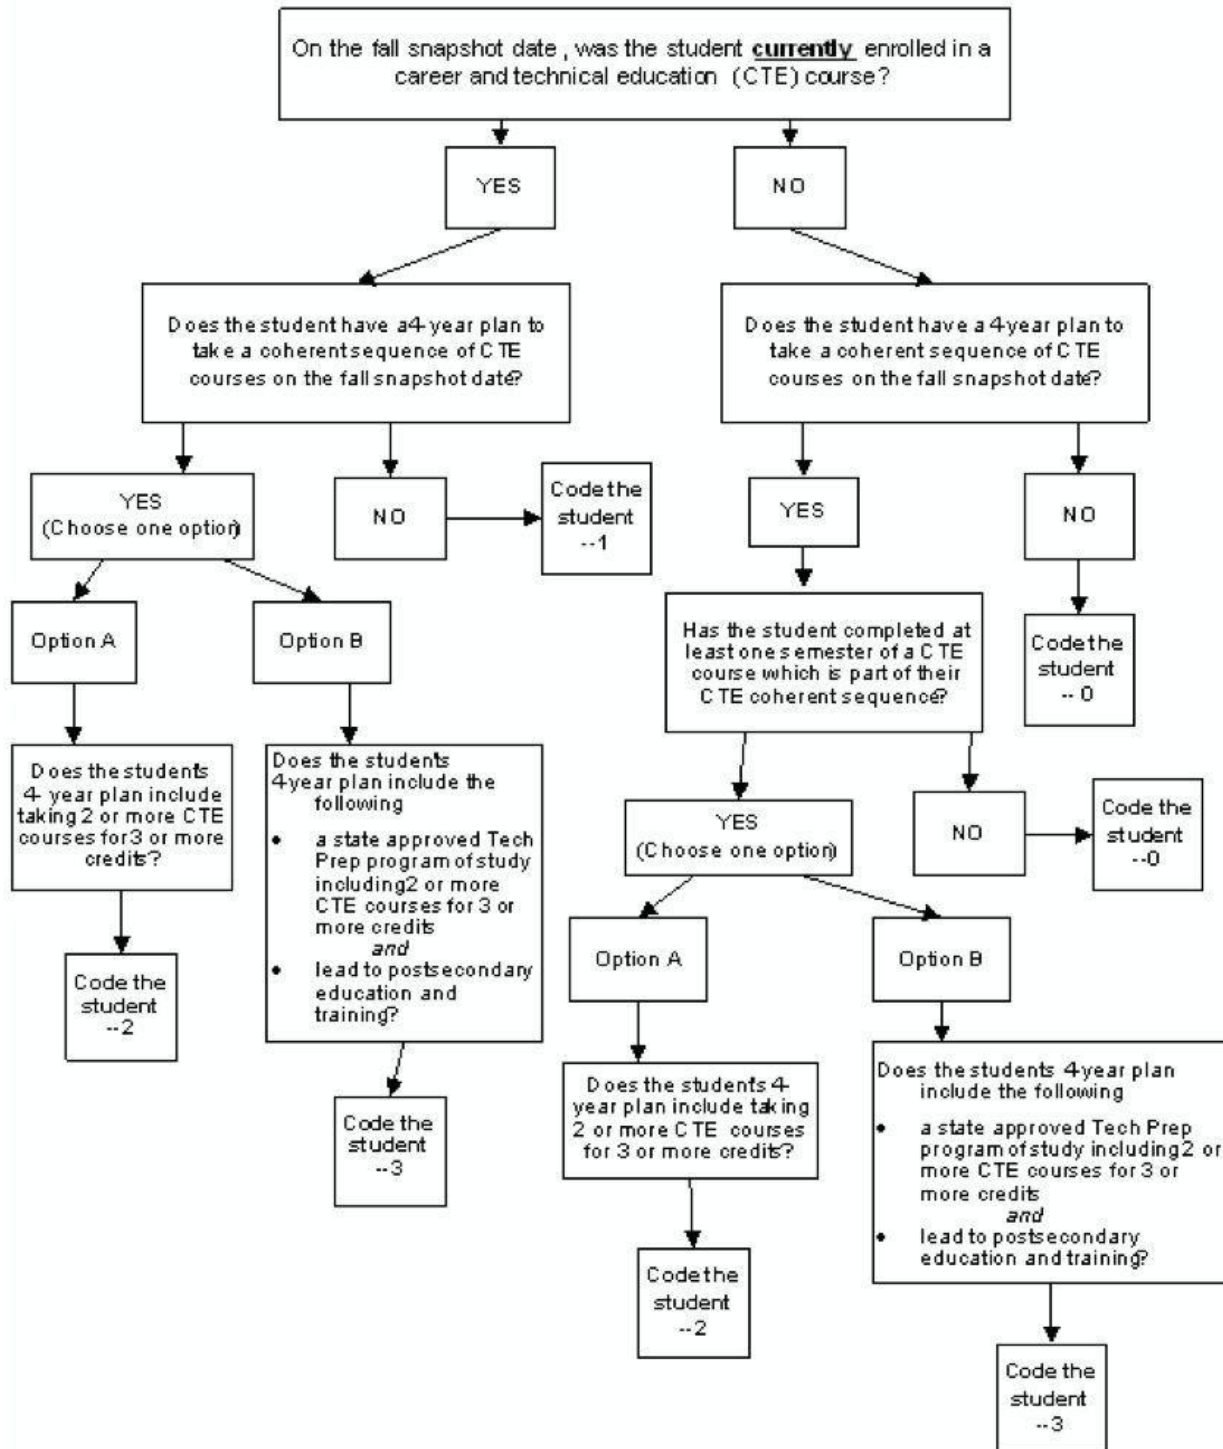 On the fall snapshot date , was the student currently enrolled in a
career and technical education (CTE) course?
YES
NO
Does the student have a 4-year plan to
take a coherent sequence of CTE
courses on the fall snapshot date?
Does the student have a 4-year plan to
take a coherent sequence of CTE
courses on the fall snapshot date?
YES
(Choose one option)
NO
Code the
student
--1
YES
NO
Option A
Option B
Has the student completed at
least one semester of a CTE
course which is part of their
CTE coherent sequence?
Code the
student
-- 0
Does the student's
4- year plan include
taking 2 or more CTE
courses for 3 or more
credits?
Does the student's
4-year plan include the
following
• a state approved Tech
Prep program of study
including 2 or more
CTE courses for 3 or
more credits
and
• lead to postsecondary
education and
training?
YES
(Choose one option)
NO
Code the
student
--0
Code the
student
--2
Option A
Option B
Code the
student
--3
Does the student's 4-
year plan include taking
2 or more CTE courses
for 3 or more credits?
Does the students 4-year plan
include the following
• a state approved Tech Prep
program of study including 2 or
more CTE courses for 3 or
more credits
and
• lead to postsecondary
education and training?
Code the
student
--2
Code the
student
--3